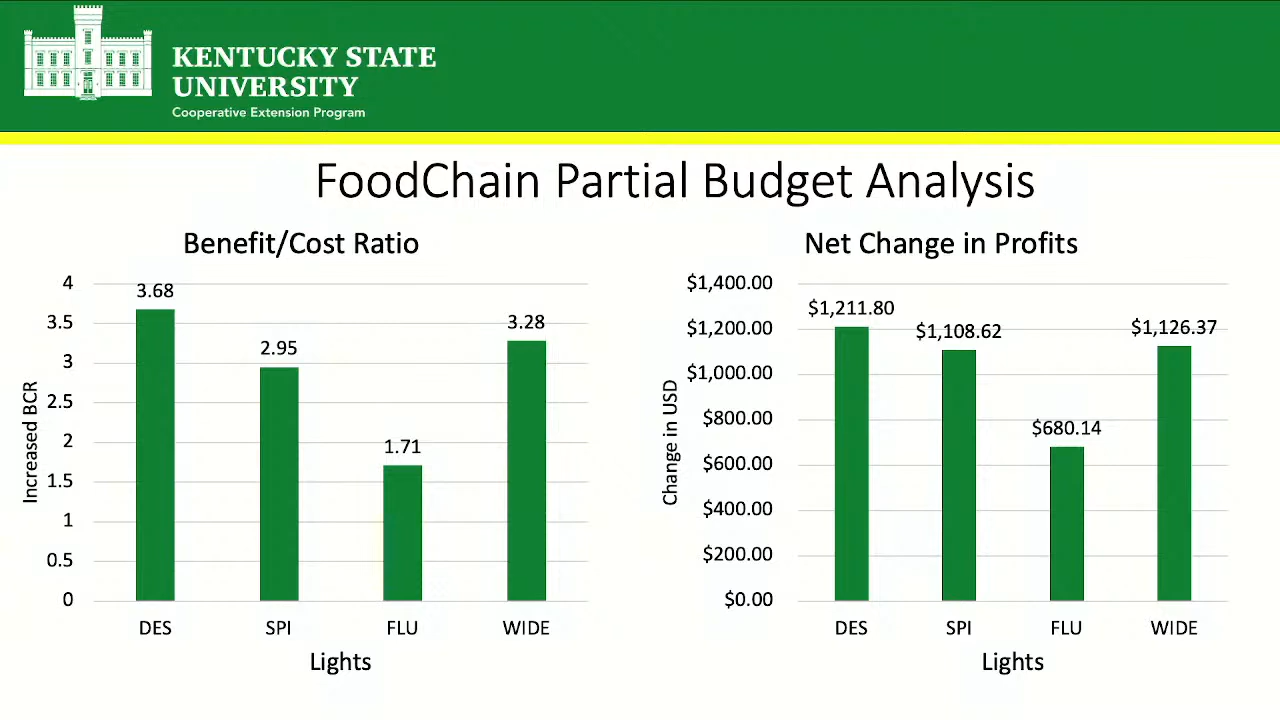 KENTUCKY STATE
UNIVERSITY
Cooperative Extension Program
FoodChain Partial Budget Analysis
Benefit/Cost Ratio
Increased BCR
4
3.5
3
2.5
2
1.5
1
0.5
0
3.68
2.95
1.71
3.28
DES SPI FLU WIDE
Lights
Net Change in Profits
Change in USD
$1,400.00
$1,200.00
$1,000.00
$800.00
$600.00
$400.00
$200.00
$0.00
$1,211.80
$1,108.62
$680.14
$1,126.37
DES SPI FLU WIDE
Lights